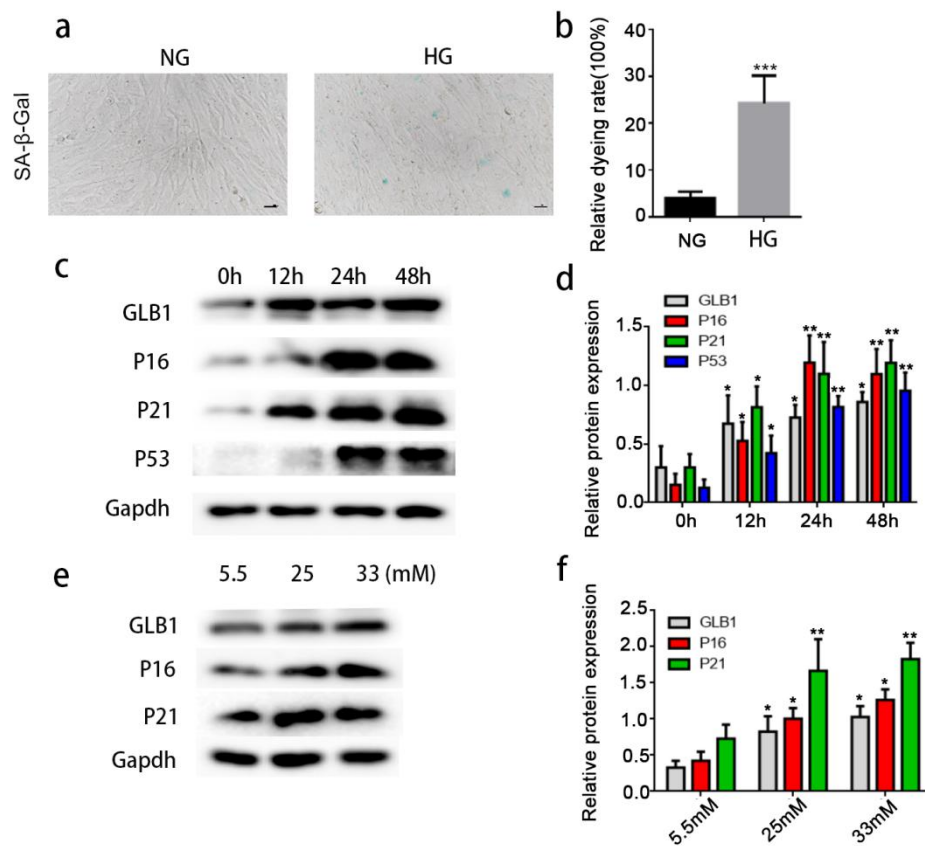 a
NG HG
SA-β-Gal
b
Relative dyeing rate(100%)
40
30
20
10
0
***
NG HG
c
0h 12h 24h 48h
GLB1
P16
P21
P53
Gapdh
d
Relative protein expression
GLB1
P16
P21
P53
1.5
1.0
0.5
0.0
* * * *
* ** ** **
* ** ** **
0h 12h 24h 48h
e
5.5 25 33 (mM)
GLB1
P16
P21
Gapdh
f
Relative protein expression
GLB1
P16
P21
2.5
2.0
1.5
1.0
0.5
0.0
* * **
* * **
5.5mM 25mM 33mM